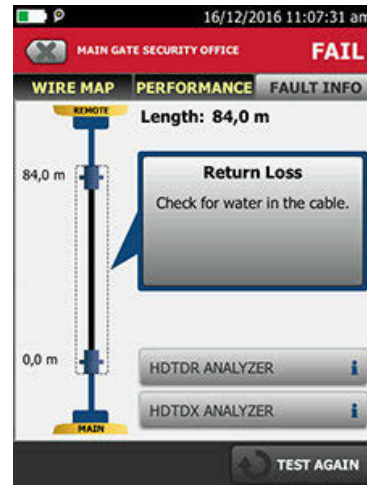 16/12/2016 11:07:31 am
MAIN GATE SECURITY OFFICE
FAIL
WIRE MAP
PERFORMANCE
FAULT INFO
REMOTE
Length: 84,0 m
84,0 m
Return Loss
Check for water in the cable.
0,0 m
HDTDR ANALYZER i
HDTDX ANALYZER i
MAIN
TEST AGAIN